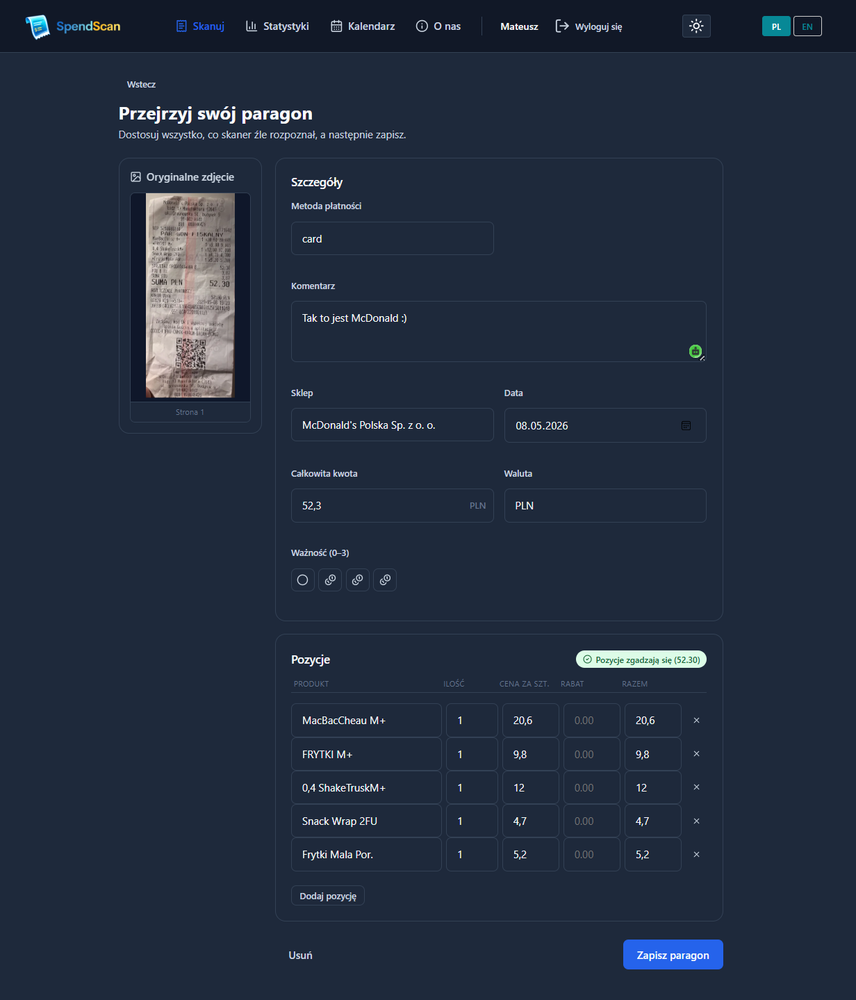 SpendScan
Skanuj
Statystyki
Kalendarz
O nas
Mateusz
Wyloguj się
PL
EN
Wstecz
Przejrzyj swój paragon
Dostosuj wszystko, co skaner źle rozpoznał, a następnie zapisz.
Oryginalne zdjęcie
PARAGON FISKALNY
SUMA PLN 52.30
Strona 1
Szczegóły
Metoda płatności
card
Komentarz
Tak to jest McDonald :)
Sklep
Data
McDonald's Polska Sp. z o. o.
08.05.2026
Całkowita kwota
Waluta
52,3 PLN
PLN
Ważność (0–3)
Pozycje
Pozycje zgadzają się (52.30)
PRODUKT ILOŚĆ CENA ZA SZT. RABAT RAZEM
MacBacCheau M+ 1 20,6 0.00 20,6 ×
FRYTKI M+ 1 9,8 0.00 9,8 ×
0,4 ShakeTruskM+ 1 12 0.00 12 ×
Snack Wrap 2FU 1 4,7 0.00 4,7 ×
Frytki Mala Por. 1 5,2 0.00 5,2 ×
Dodaj pozycję
Usuń
Zapisz paragon